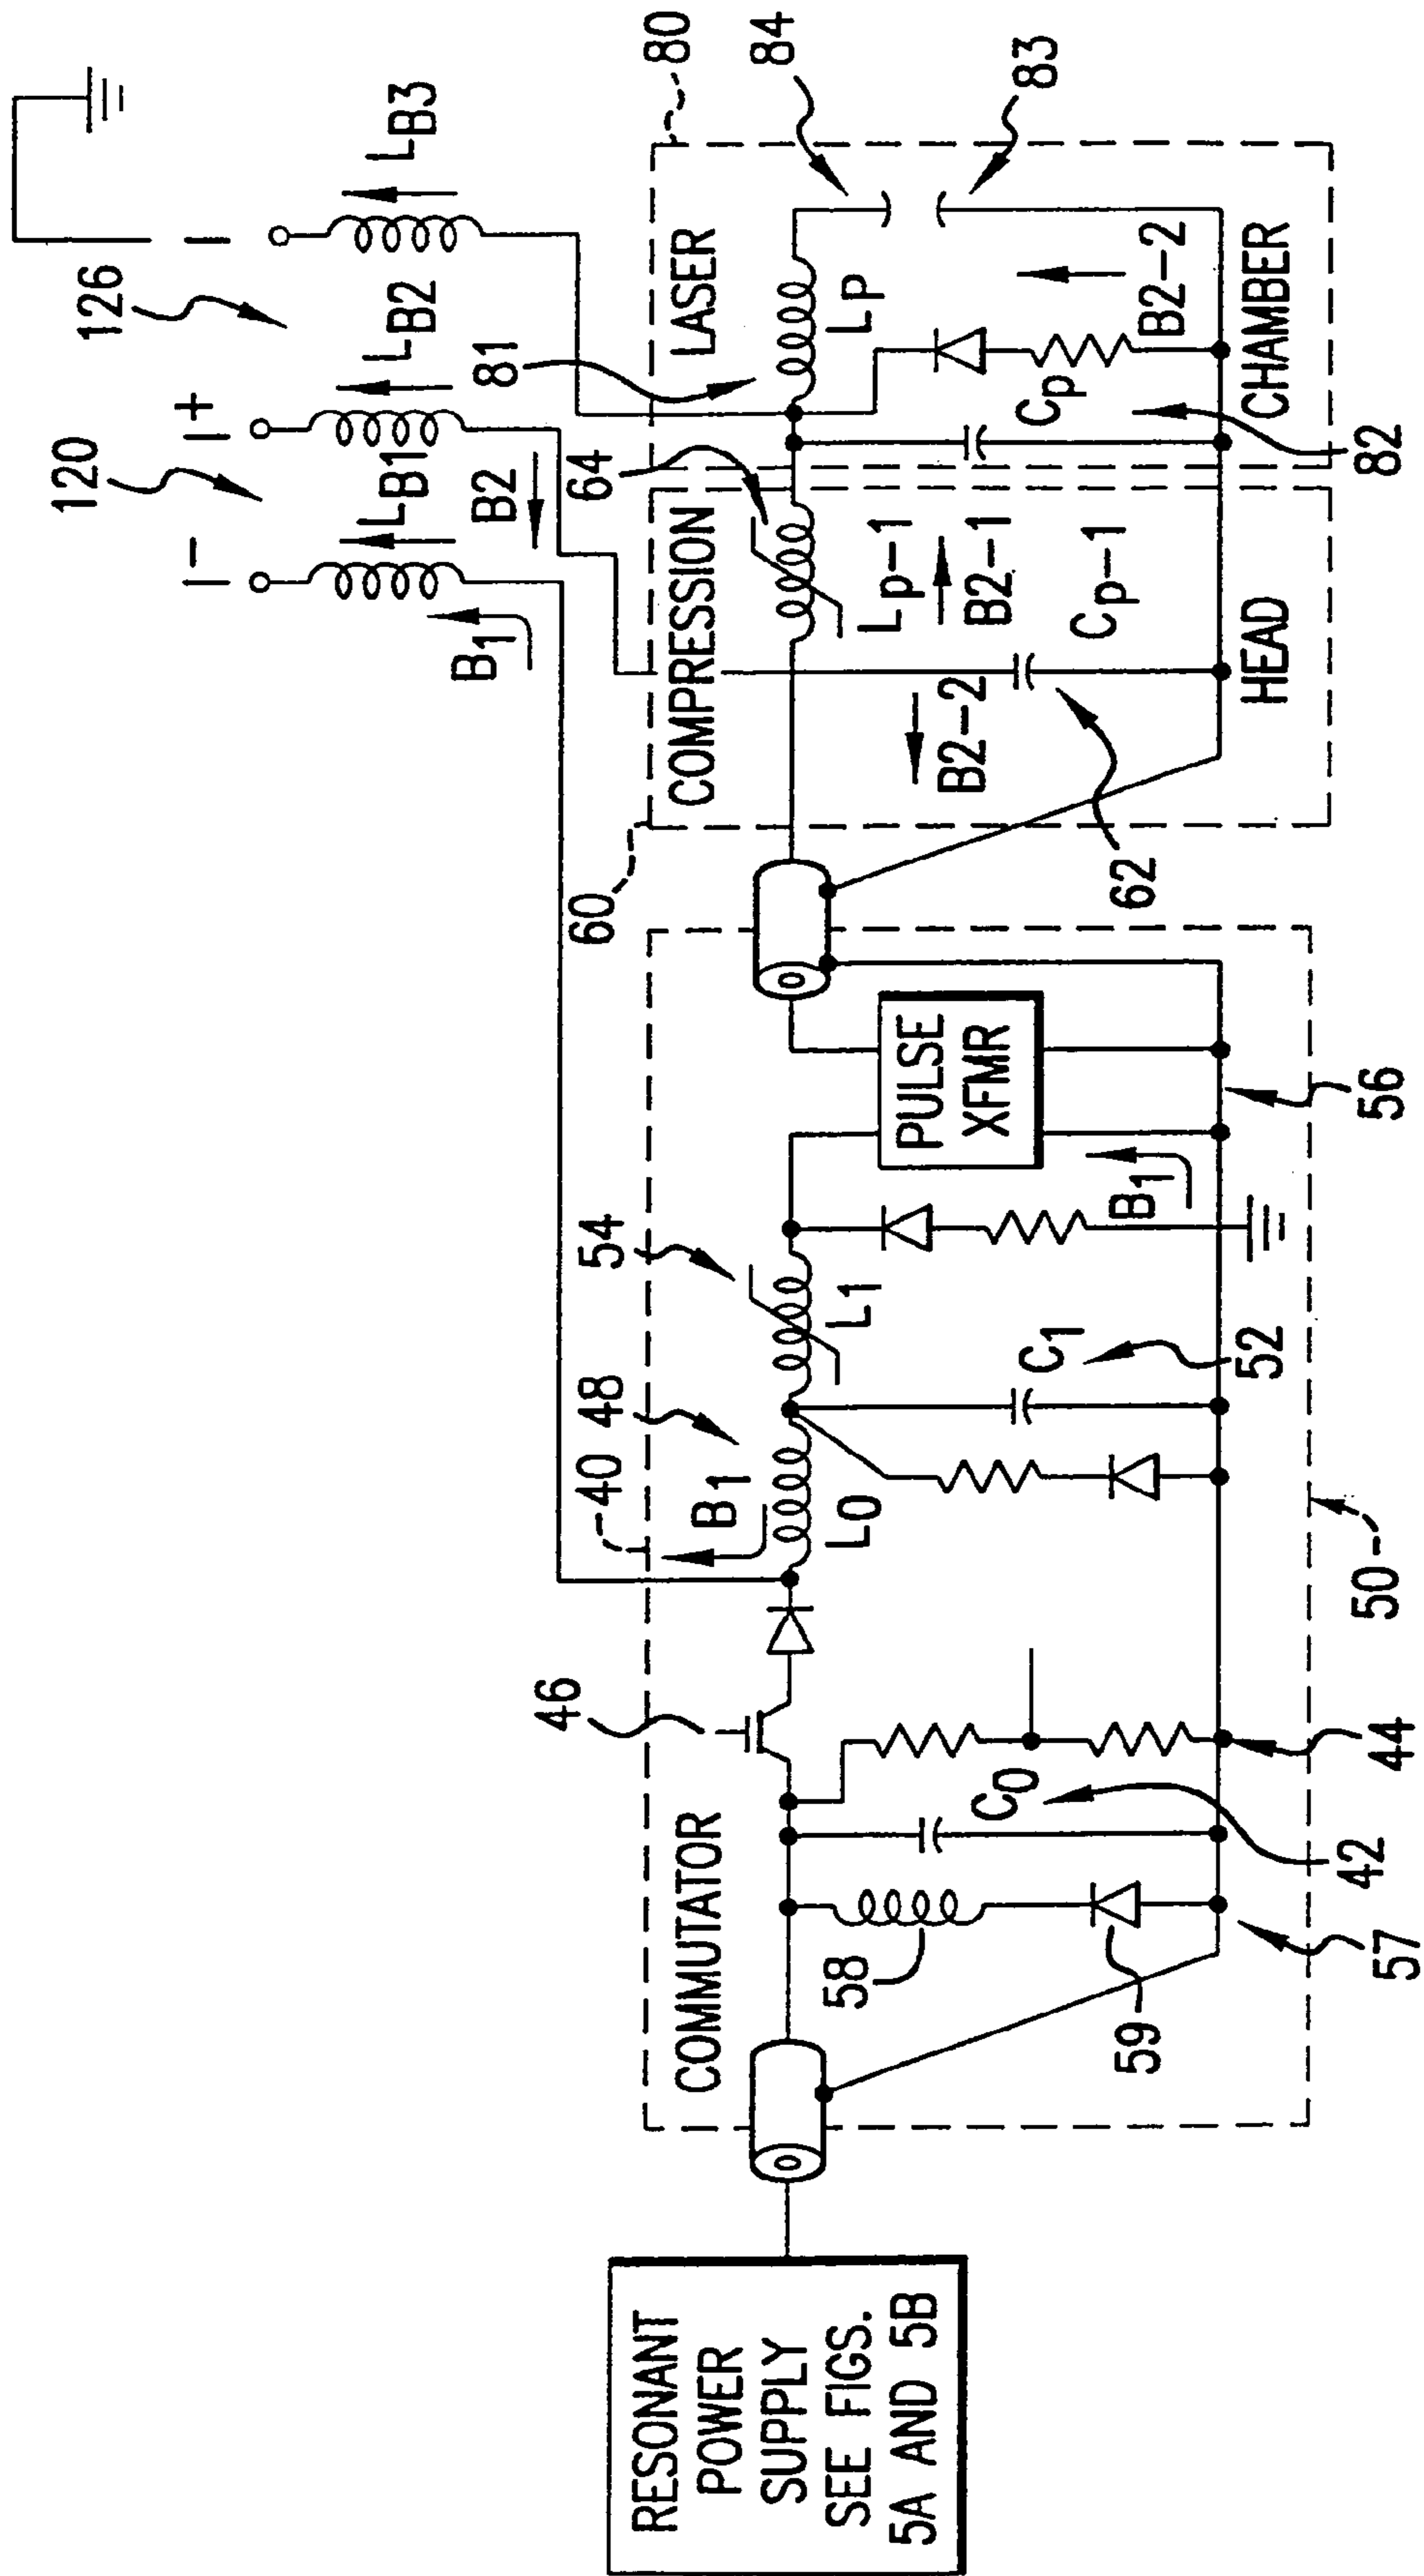 RESONANT
POWER
SUPPLY
SEE FIGS.
5A AND 5B
COMMUTATOR
46
58
59
57
42
C0
44
40
B1
48
L0
54
L1
C1
52
50
B1
PULSE
XFMR
56
60
COMPRESSION
62
B2-2
Lp-1
B2-1
Cp-1
HEAD
64
B1
I-
120
LB1
B2
I+
LB2
126
I
LB3
81
80
LASER
84
83
LP
Cp
B2-2
82
CHAMBER